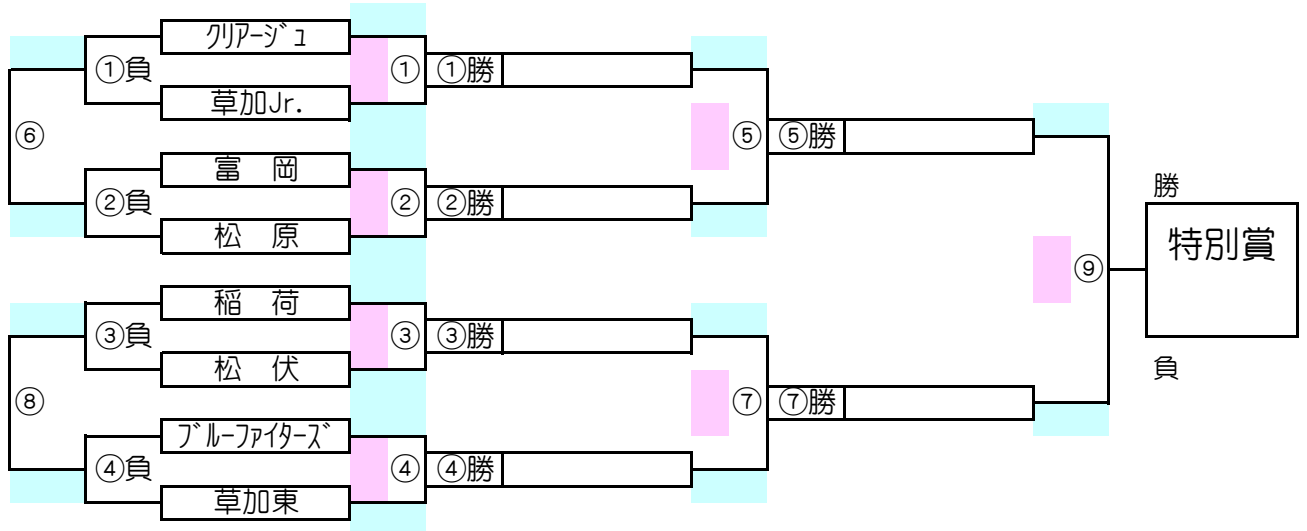 クリアージュ
①負 ① ①勝
草加Jr.
⑥ ⑤ ⑤勝
富 岡
②負 ② ②勝
松 原
勝
特別賞
⑨
稲 荷
③負 ③ ③勝
松 伏
負
⑧ ⑦ ⑦勝
ブルーファイターズ
④負 ④ ④勝
草加東